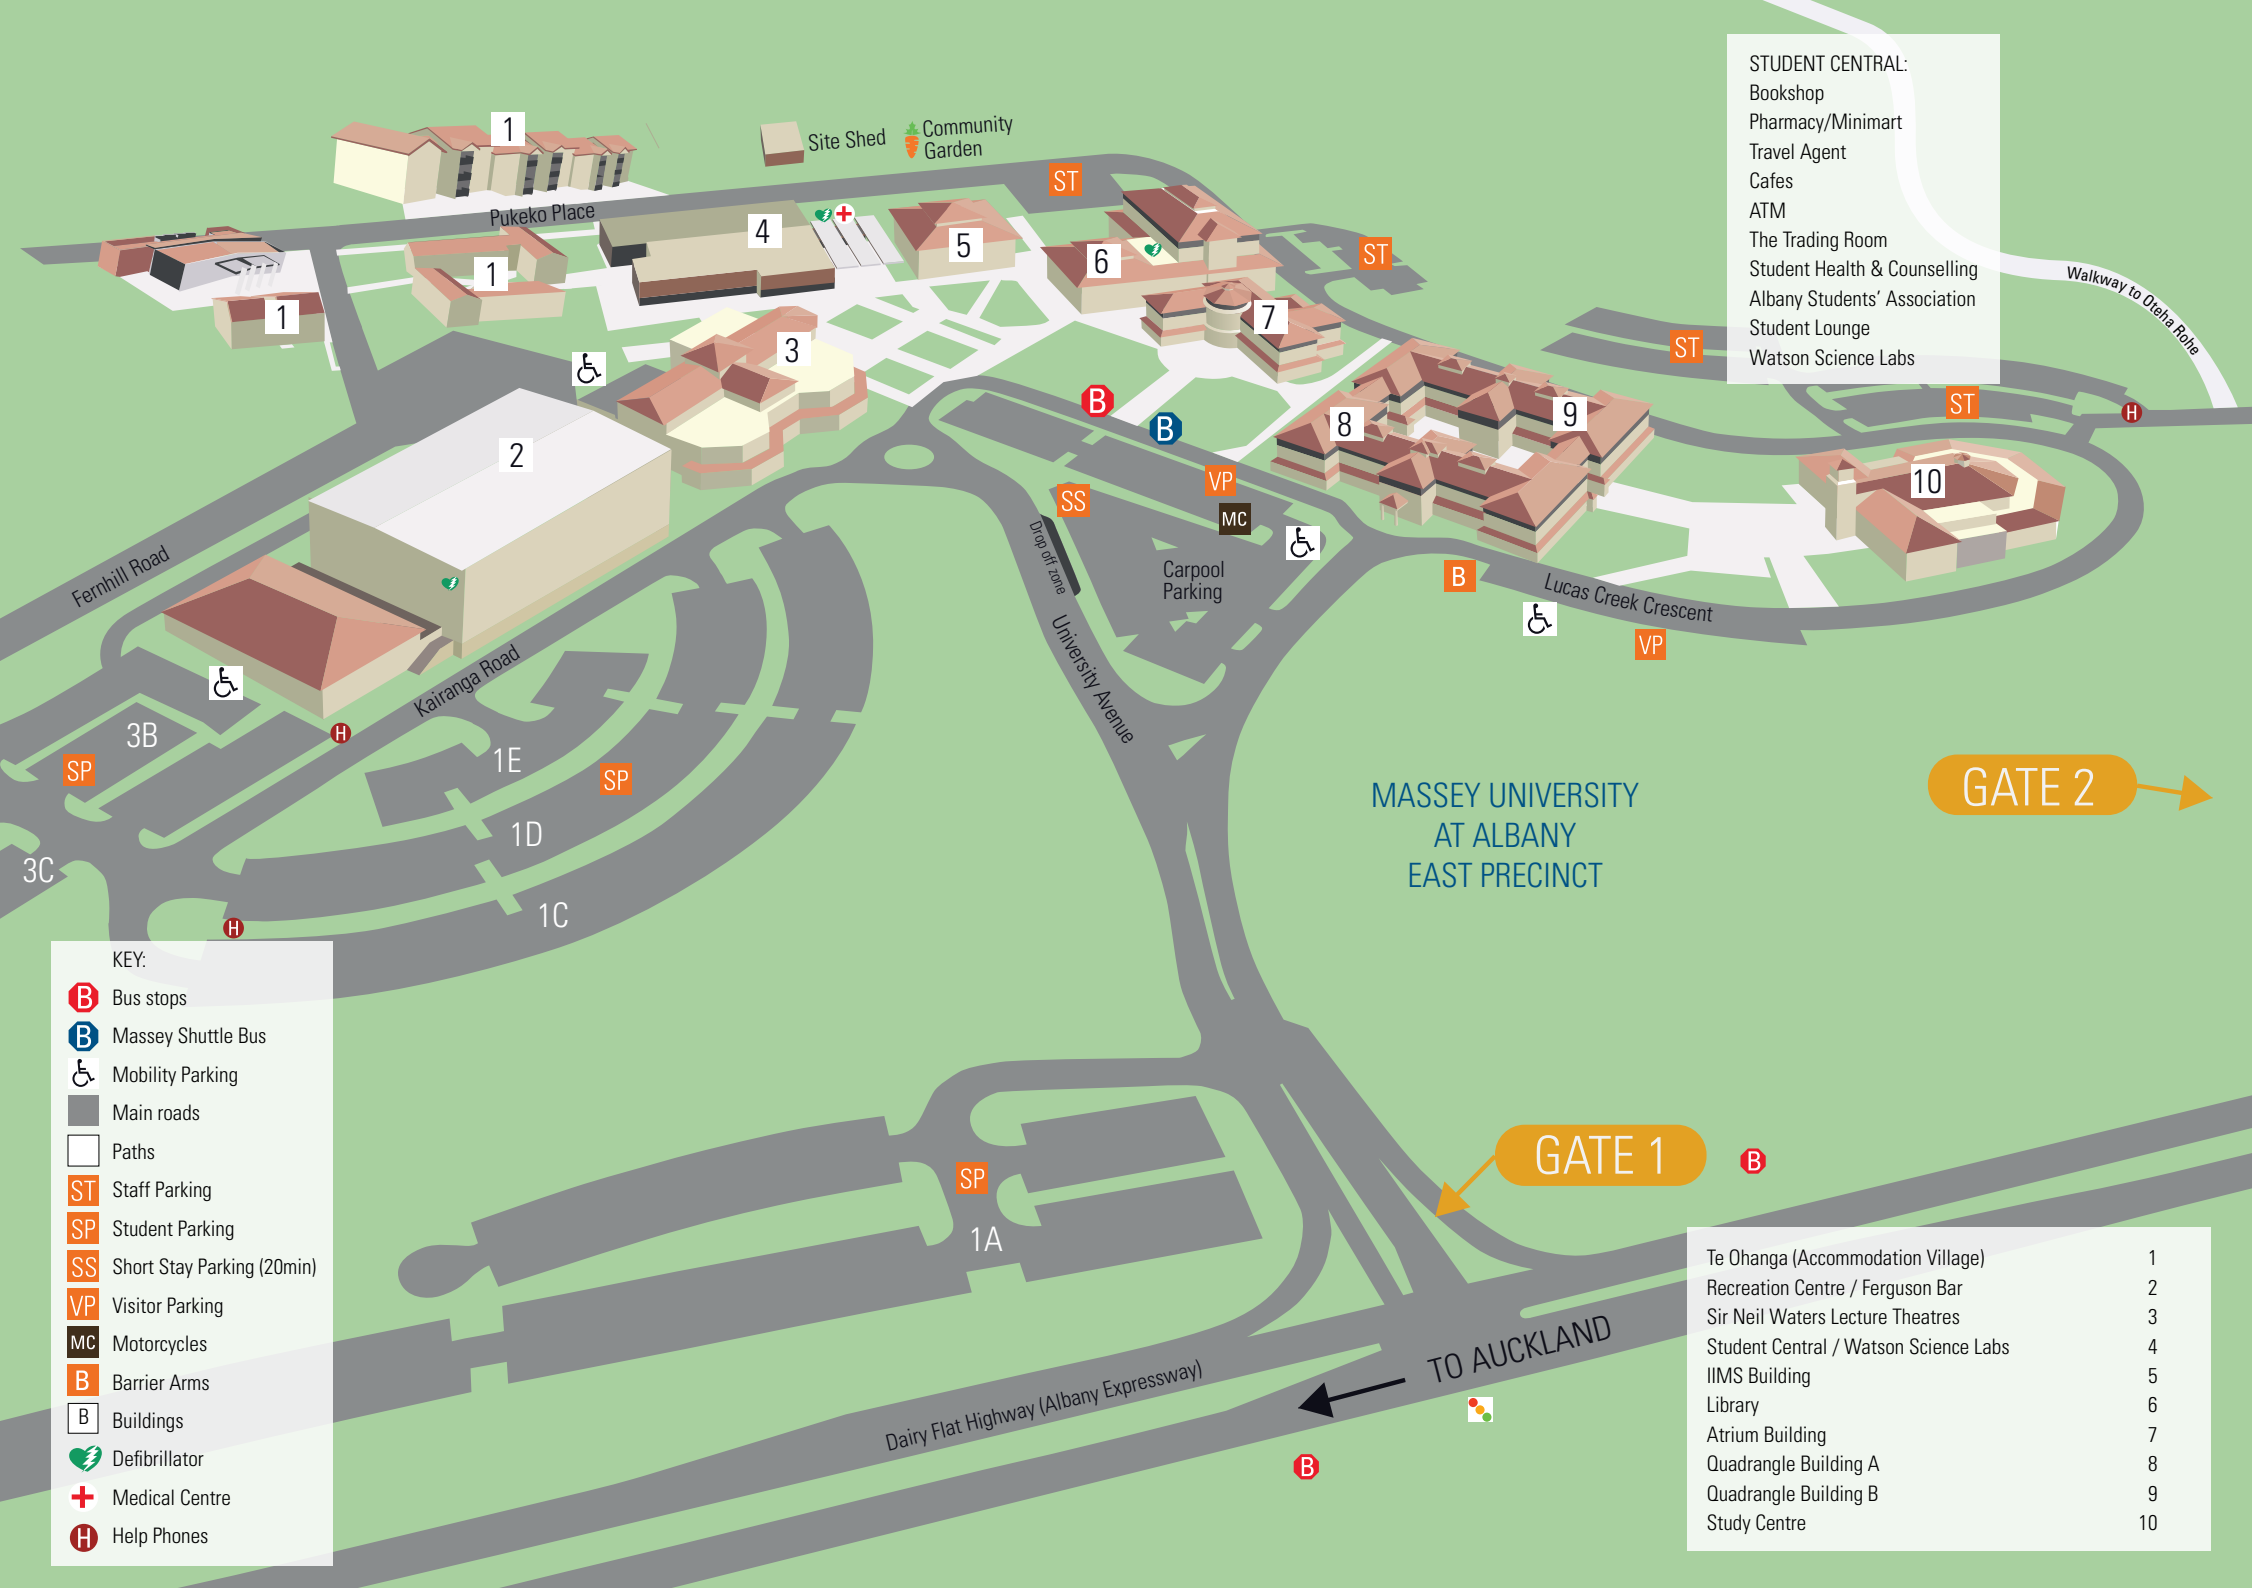 STUDENT CENTRAL:
Bookshop
Pharmacy/Minimart
Travel Agent
Cafes
ATM
The Trading Room
Student Health & Counselling
Albany Students' Association
Student Lounge
Watson Science Labs
1
Site Shed
Community
Garden
ST
Pukeko Place
4
5
6
ST
1
1
7
3
ST
Walkway to Oteha Rohe
B
B
8
9
ST
H
2
VP
SS
MC
10
Drop off zone
Carpool
Parking
B
Lucas Creek Crescent
VP
Fernhill Road
Kairanga Road
University Avenue
3B
H
SP
1E
SP
1D
3C
1C
H
MASSEY UNIVERSITY
AT ALBANY
EAST PRECINCT
GATE 2
KEY:
B Bus stops
B Massey Shuttle Bus
Mobility Parking
Main roads
Paths
ST Staff Parking
SP Student Parking
SS Short Stay Parking (20min)
VP Visitor Parking
MC Motorcycles
B Barrier Arms
B Buildings
Defibrillator
Medical Centre
H Help Phones
SP
1A
GATE 1
B
TO AUCKLAND
Dairy Flat Highway (Albany Expressway)
B
Te Ohanga (Accommodation Village) 1
Recreation Centre / Ferguson Bar 2
Sir Neil Waters Lecture Theatres 3
Student Central / Watson Science Labs 4
IIMS Building 5
Library 6
Atrium Building 7
Quadrangle Building A 8
Quadrangle Building B 9
Study Centre 10